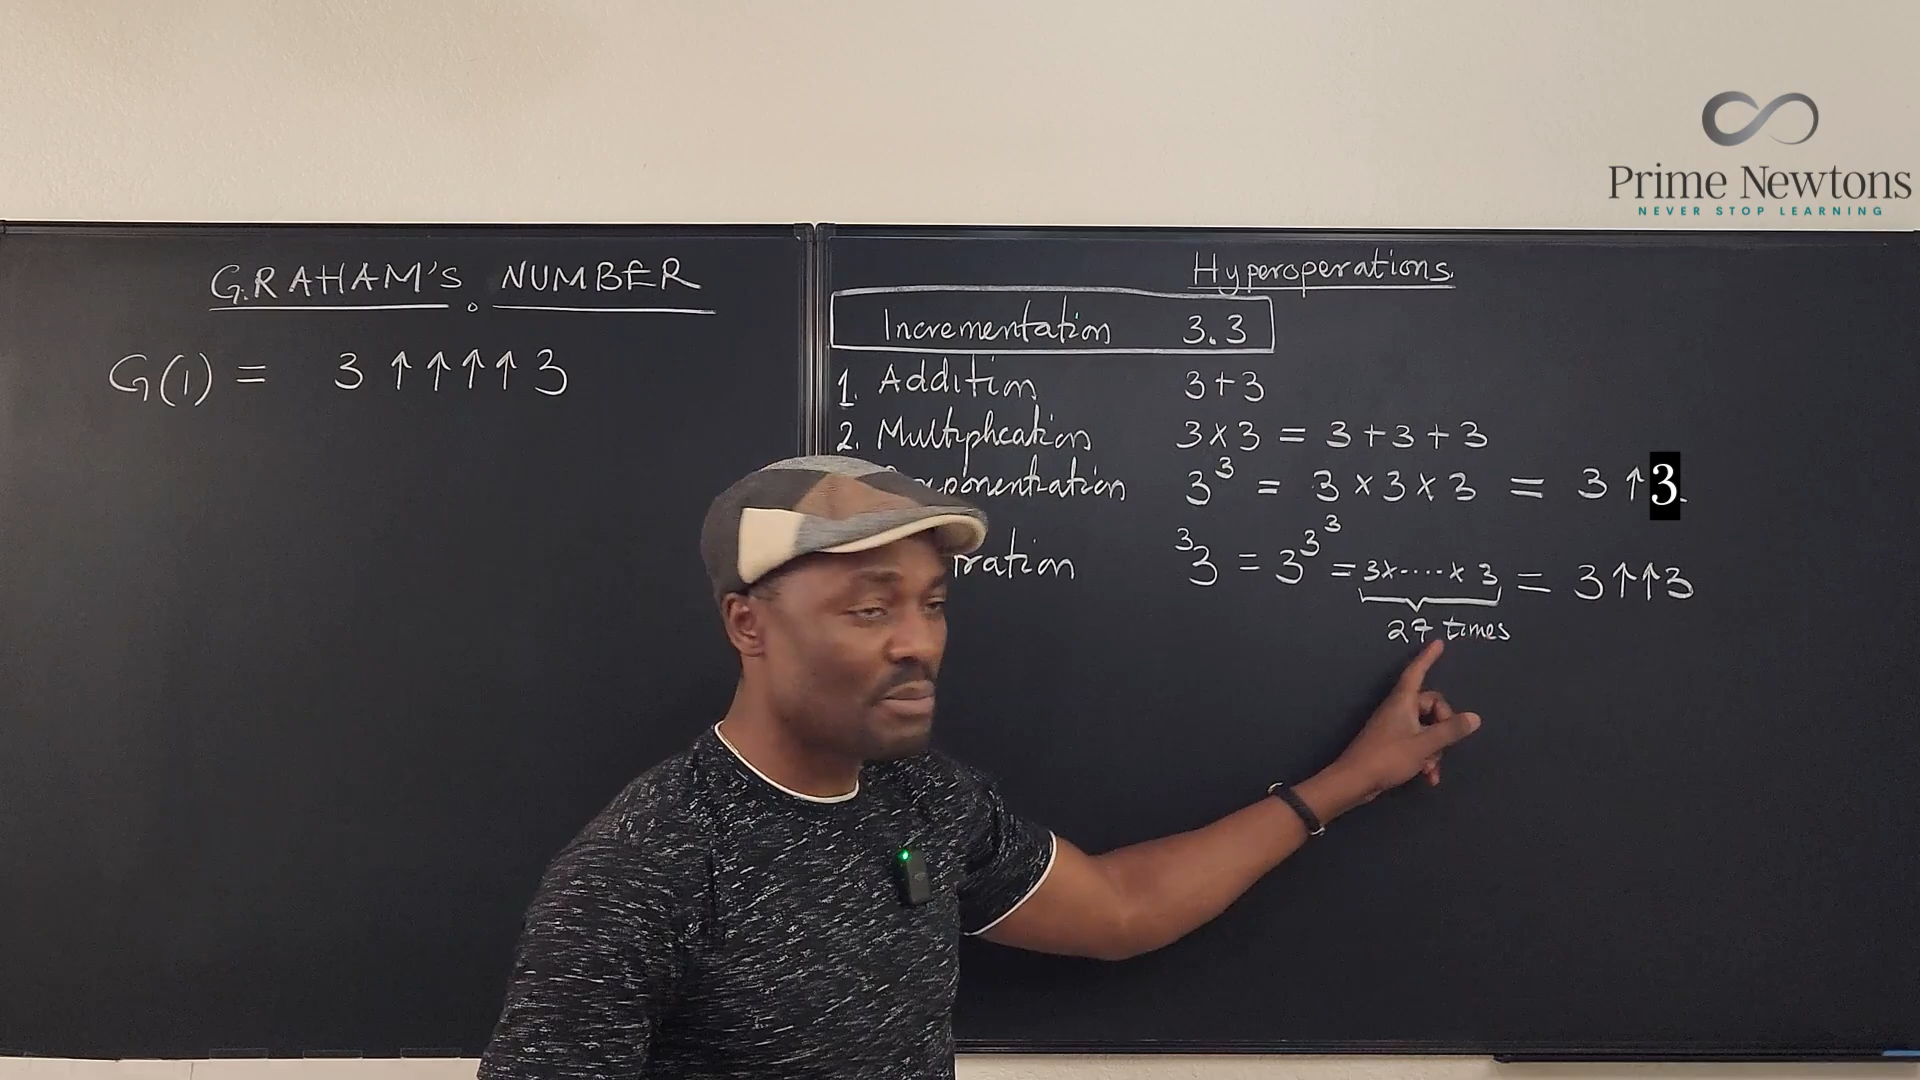 Prime Newtons
NEVER STOP LEARNING
GRAHAM'S NUMBER
G(1) = 3 ↑↑↑↑ 3
Hyperoperations
Incrementation 3.3
1. Addition 3+3
2. Multiplication 3×3 = 3+3+3
ponentiation 3³ = 3×3×3 = 3↑3.
ration ³3 = 3^3^3 = 3×-....-×3 = 3↑↑3
27 times